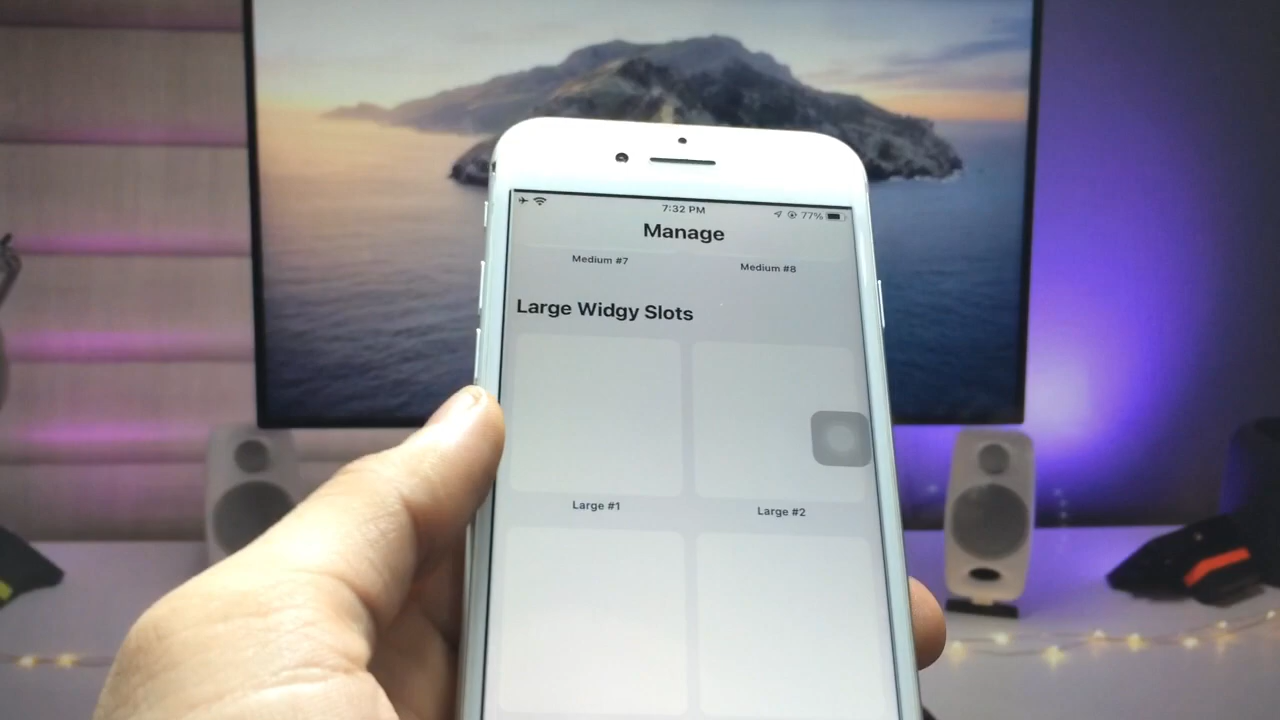 7:32 PM
77%
Manage
Medium #7
Medium #8
Large Widgy Slots
Large #1
Large #2